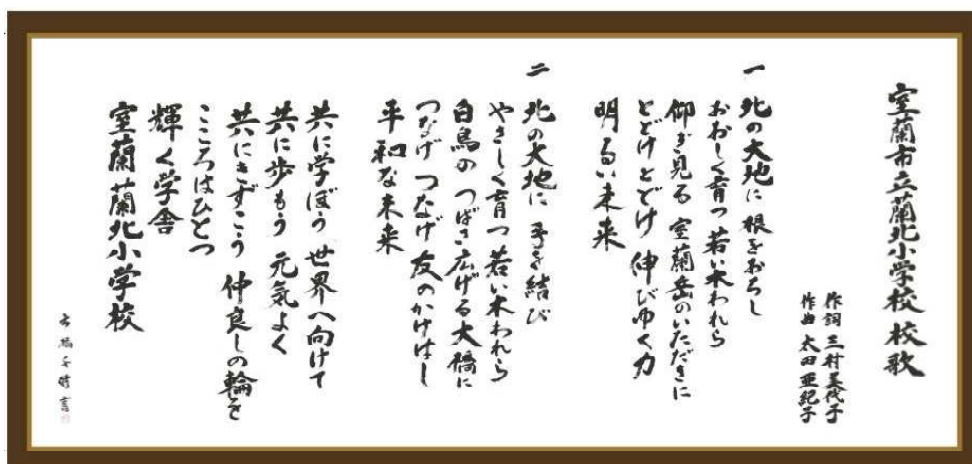 室蘭市立蘭北小学校 校歌
作詞 三村美代子
作曲 太田亜紀子
一 北の大地に 根をおろし
おおしく育つ 若い木われら
仰ぎ見る 室蘭岳のいただきに
とどけ とどけ 伸びゆく力
明るい未来
二 北の大地に 手を結び
やさしく育つ 若い木われら
白鳥の つばさ広げる大橋に
つなげ つなげ 友のかけはし
平和な未来
共に学ぼう 世界へ向けて
共に歩もう 元気よく
共にきずこう 仲良しの輪を
こころはひとつ
輝く学舎
室蘭蘭北小学校